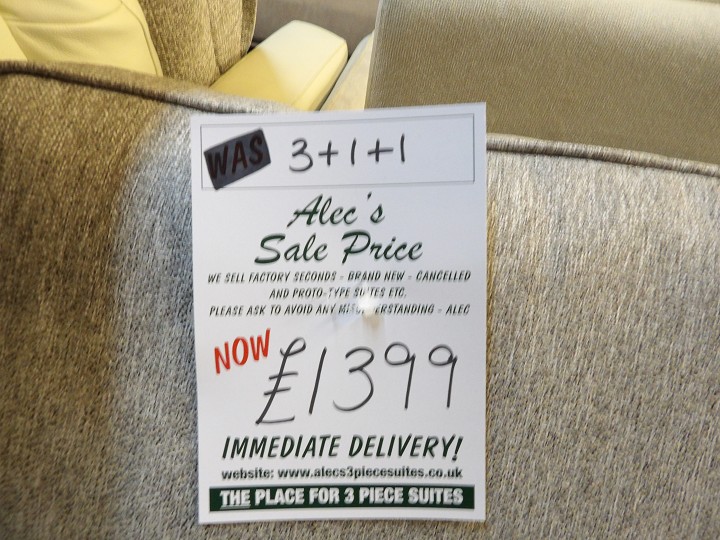 WAS 3+1+1
Alec's
Sale Price
WE SELL FACTORY SECONDS - BRAND NEW - CANCELLED
AND PROTO-TYPE SUITES ETC.
PLEASE ASK TO AVOID ANY MISUNDERSTANDING - ALEC
NOW £1399
IMMEDIATE DELIVERY!
website: www.alecs3piecesuites.co.uk
THE PLACE FOR 3 PIECE SUITES